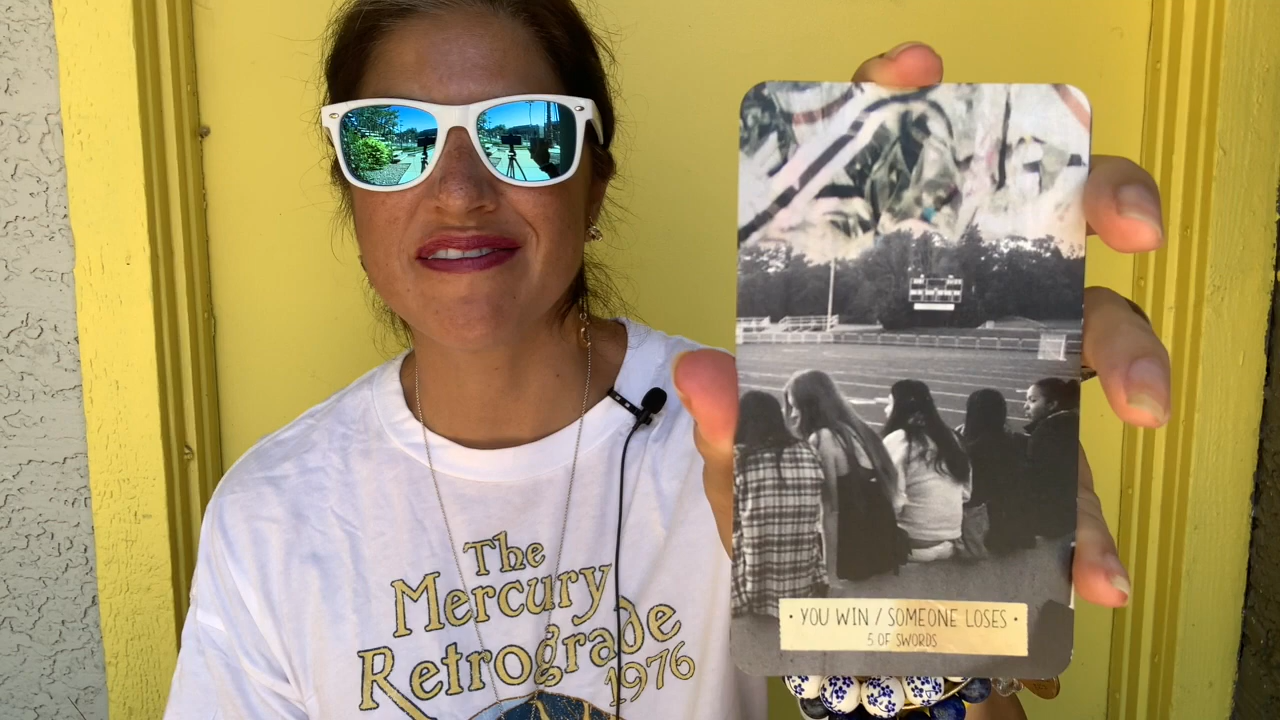 The
Mercury
Retrograde
1976
· YOU WIN / SOMEONE LOSES ·
5 OF SWORDS